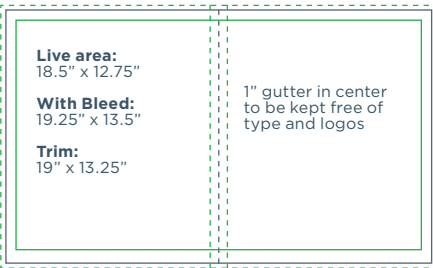 Live area:
18.5” x 12.75”
With Bleed:
19.25” x 13.5”
Trim:
19” x 13.25”
1” gutter in center
to be kept free of
type and logos